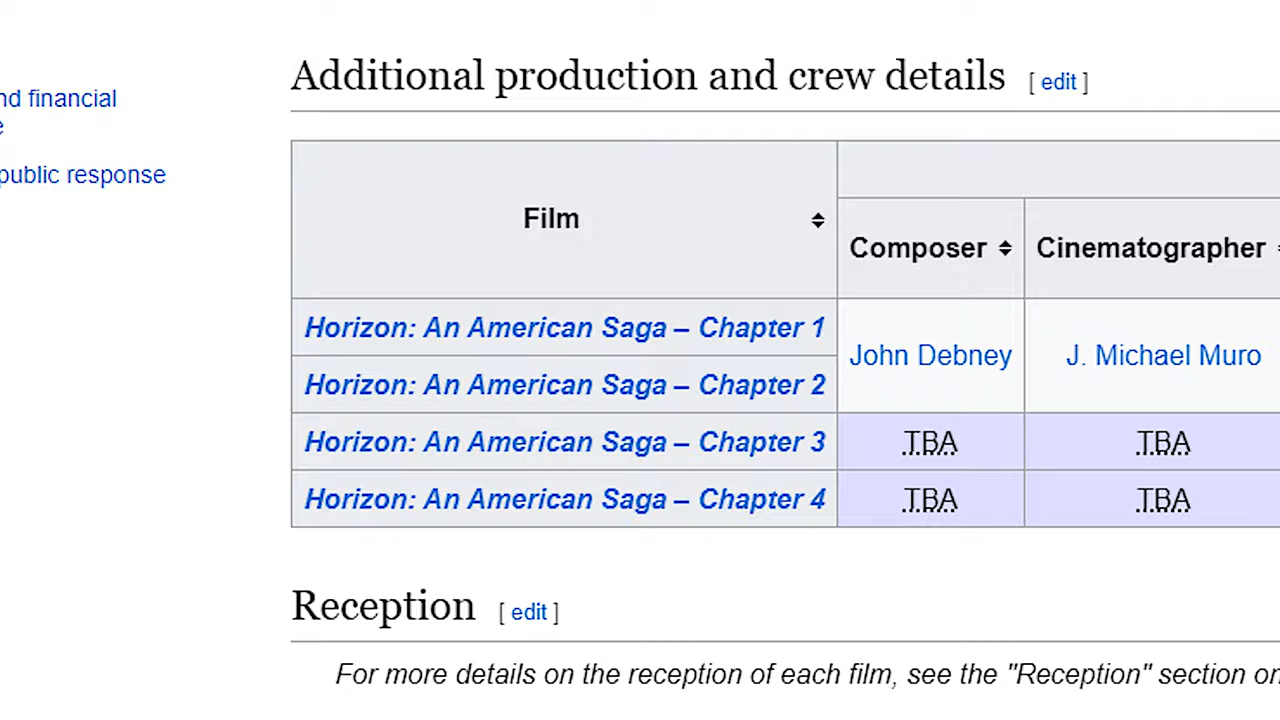 Additional production and crew details [ edit ]
nd financial
e
public response
Film
Composer Cinematographer
Horizon: An American Saga – Chapter 1
John Debney J. Michael Muro
Horizon: An American Saga – Chapter 2
Horizon: An American Saga – Chapter 3 TBA TBA
Horizon: An American Saga – Chapter 4 TBA TBA
Reception [ edit ]
For more details on the reception of each film, see the "Reception" section on